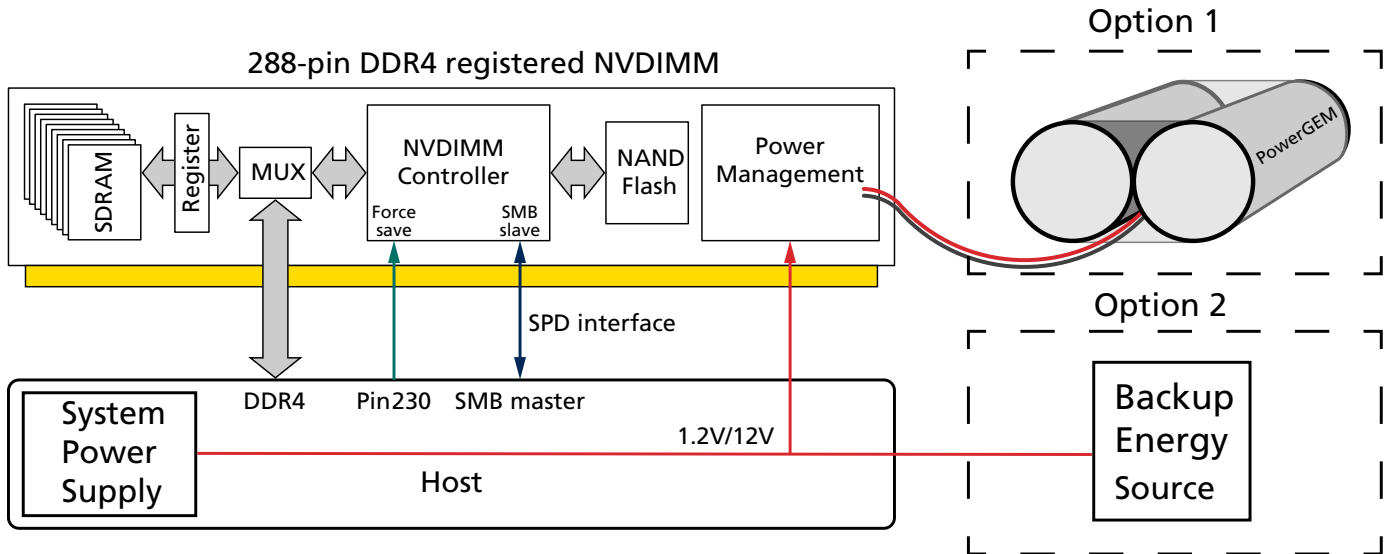 Option 1
288-pin DDR4 registered NVDIMM
SDRAM
Register
MUX
NVDIMM
Controller
Force
save
SMB
slave
NAND
Flash
Power
Management
PowerGEM
SPD interface
Option 2
DDR4
Pin230
SMB master
System
Power
Supply
1.2V/12V
Host
Backup
Energy
Source